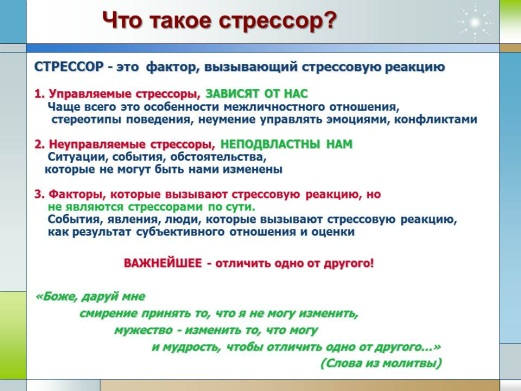 Что такое стрессор?
СТРЕССОР - это фактор, вызывающий стрессовую реакцию
1. Управляемые стрессоры, ЗАВИСЯТ ОТ НАС
Чаще всего это особенности межличностного отношения,
стереотипы поведения, неумение управлять эмоциями, конфликтами
2. Неуправляемые стрессоры, НЕПОДВЛАСТНЫ НАМ
Ситуации, события, обстоятельства,
которые не могут быть нами изменены
3. Факторы, которые вызывают стрессовую реакцию, но
не являются стрессорами по сути.
События, явления, люди, которые вызывают стрессовую реакцию,
как результат субъективного отношения и оценки
ВАЖНЕЙШЕЕ - отличить одно от другого!
«Боже, даруй мне
смирение принять то, что я не могу изменить,
мужество - изменить то, что могу
и мудрость, чтобы отличить одно от другого...»
(Слова из молитвы)